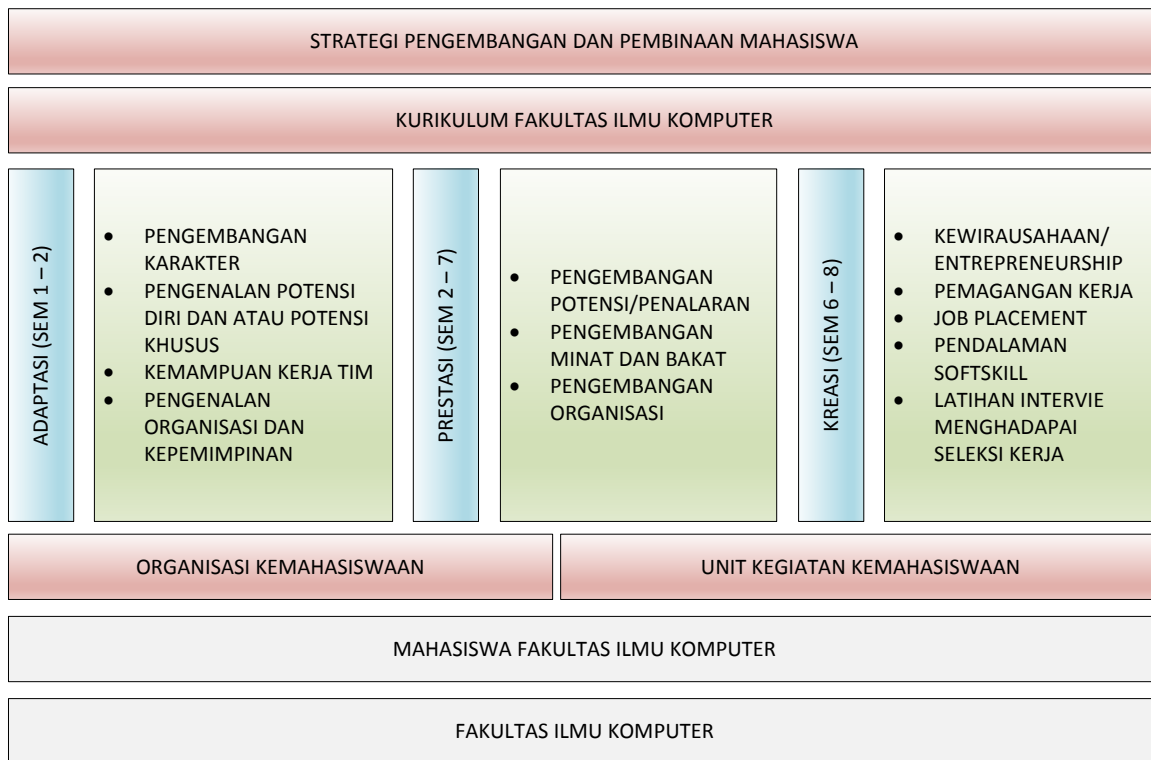 STRATEGI PENGEMBANGAN DAN PEMBINAAN MAHASISWA
KURIKULUM FAKULTAS ILMU KOMPUTER
ADAPTASI (SEM 1 – 2)
• PENGEMBANGAN
KARAKTER
• PENGENALAN POTENSI
DIRI DAN ATAU POTENSI
KHUSUS
• KEMAMPUAN KERJA TIM
• PENGENALAN
ORGANISASI DAN
KEPEMIMPINAN
PRESTASI (SEM 2 – 7)
• PENGEMBANGAN
POTENSI/PENALARAN
• PENGEMBANGAN
MINAT DAN BAKAT
• PENGEMBANGAN
ORGANISASI
KREASI (SEM 6 – 8)
• KEWIRAUSAHAAN/
ENTREPRENEURSHIP
• PEMAGANGAN KERJA
• JOB PLACEMENT
• PENDALAMAN
SOFTSKILL
• LATIHAN INTERVIE
MENGHADAPAI
SELEKSI KERJA
ORGANISASI KEMAHASISWAAN
UNIT KEGIATAN KEMAHASISWAAN
MAHASISWA FAKULTAS ILMU KOMPUTER
FAKULTAS ILMU KOMPUTER